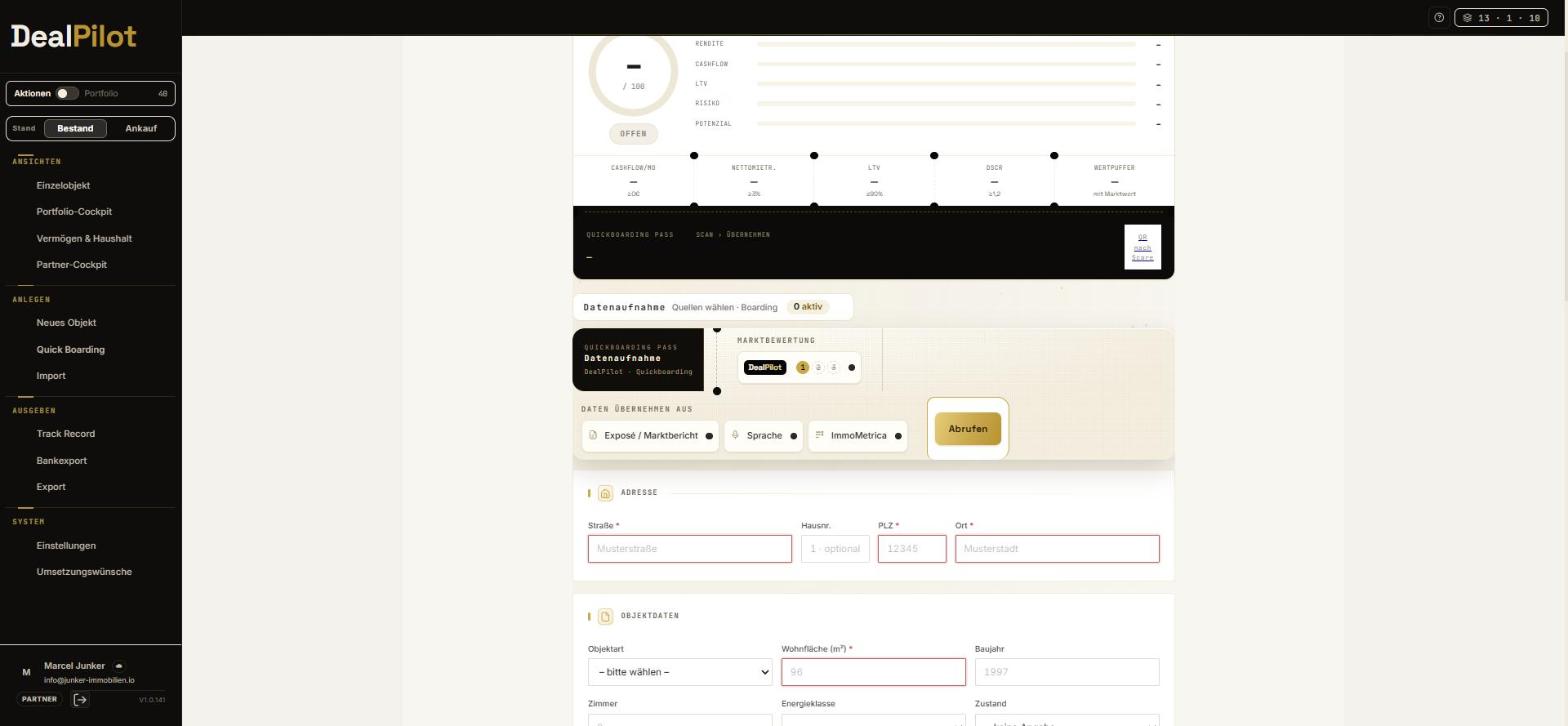 DealPilot
13 · 1 · 18
Aktionen Portfolio 40
Stand Bestand Ankauf
ANSICHTEN
Einzelobjekt
Portfolio-Cockpit
Vermögen & Haushalt
Partner-Cockpit
ANLEGEN
Neues Objekt
Quick Boarding
Import
AUSGEBEN
Track Record
Bankexport
Export
SYSTEM
Einstellungen
Umsetzungswünsche
M
Marcel Junker
info@junker-immobilien.io
PARTNER
V1.0.141
–
/ 100
OFFEN
RENDITE –
CASHFLOW –
LTV –
RISIKO –
POTENZIAL –
CASHFLOW/MO NETTOMIETR. LTV DSCR WERTPUFFER
– – – – –
≥0€ ≥3% ≤90% ≥1,2 mit Marktwert
QUICKBOARDING PASS SCAN › ÜBERNEHMEN
–
QR
nach
Score
Datenaufnahme Quellen wählen · Boarding 0 aktiv
QUICKBOARDING PASS
Datenaufnahme
DealPilot · Quickboarding
MARKTBEWERTUNG
DealPilot 1 2 3
DATEN ÜBERNEHMEN AUS
Exposé / Marktbericht Sprache ImmoMetrica
Abrufen
ADRESSE
Straße * Hausnr. PLZ * Ort *
Musterstraße 1 · optional 12345 Musterstadt
OBJEKTDATEN
Objektart Wohnfläche (m²) * Baujahr
– bitte wählen – 96 1997
Zimmer Energieklasse Zustand